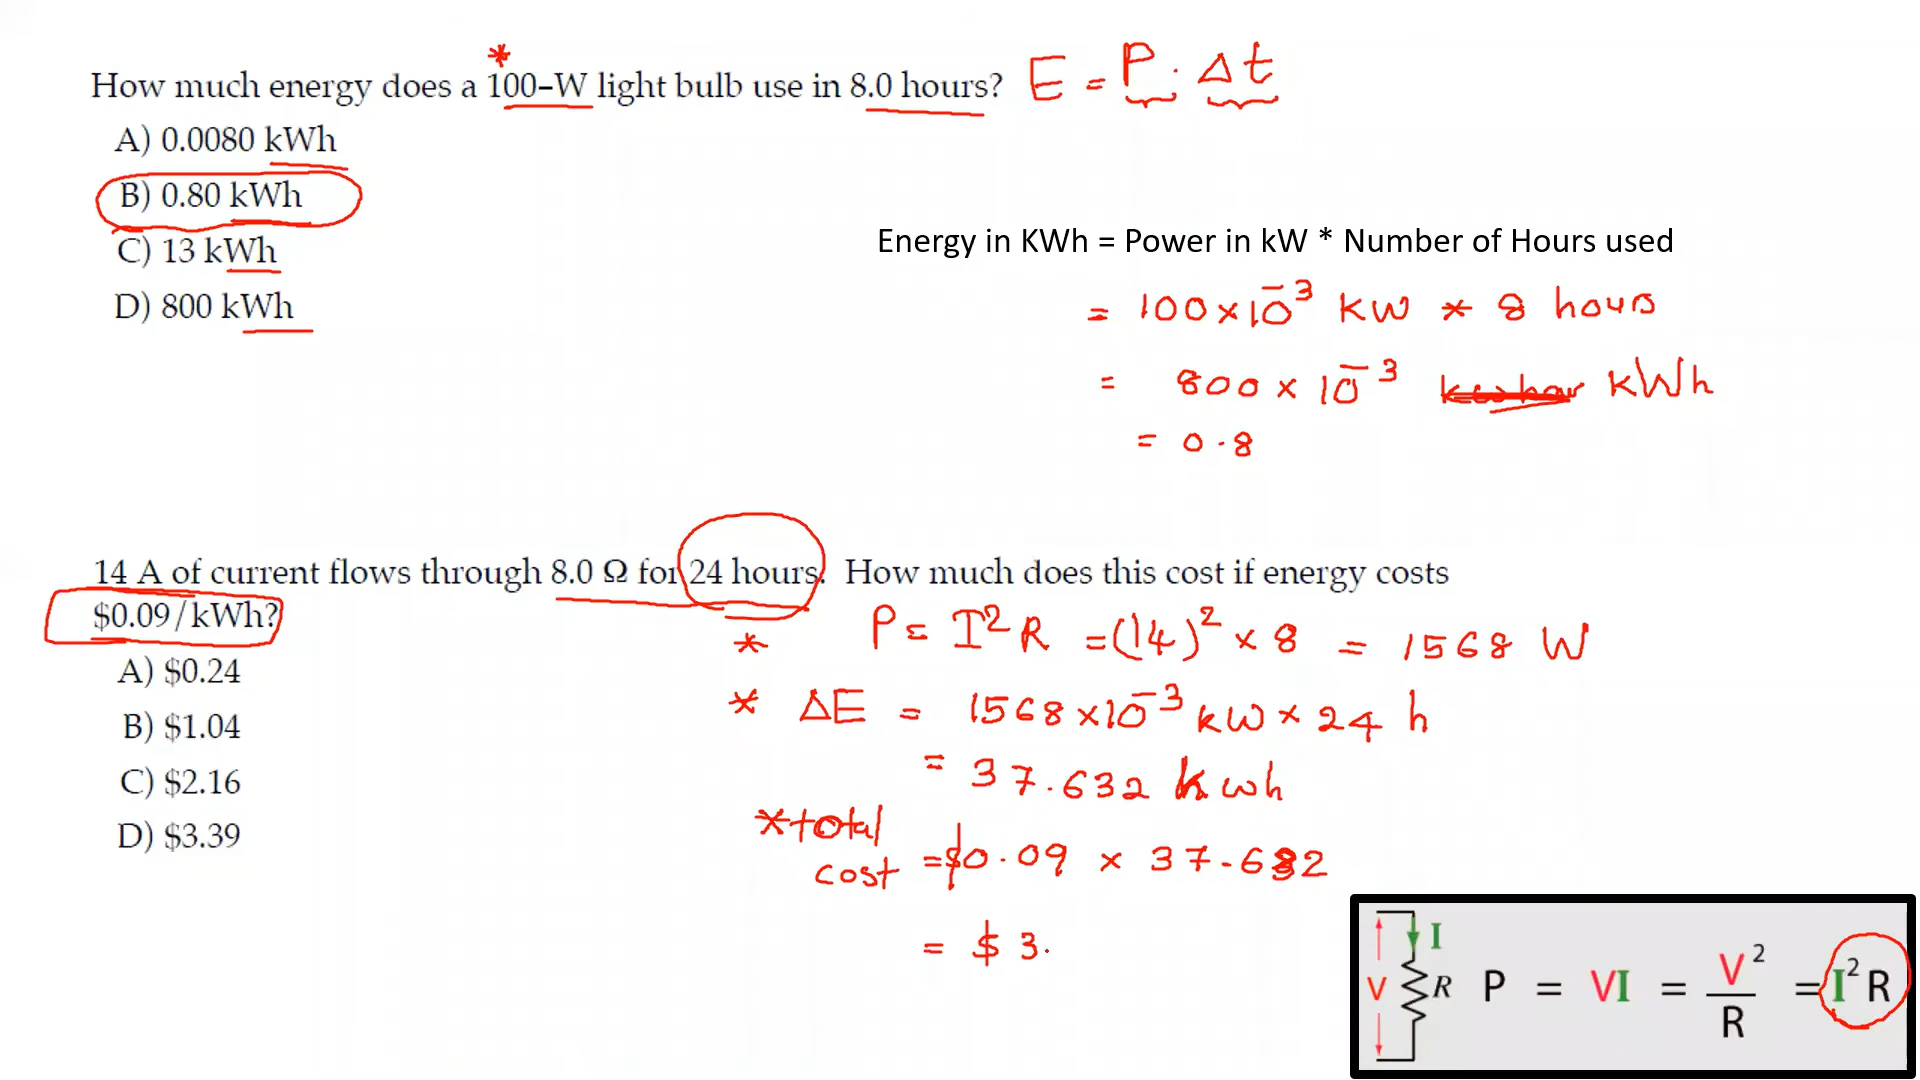 *
How much energy does a 100–W light bulb use in 8.0 hours? E = P · Δt
A) 0.0080 kWh
B) 0.80 kWh
C) 13 kWh
D) 800 kWh
Energy in KWh = Power in kW * Number of Hours used
= 100 × 10⁻³ kW * 8 hours
= 800 × 10⁻³ kWh
= 0.8
14 A of current flows through 8.0 Ω for 24 hours. How much does this cost if energy costs
$0.09/kWh?
A) $0.24
B) $1.04
C) $2.16
D) $3.39
* P = I²R = (14)² × 8 = 1568 W
* ΔE = 1568 × 10⁻³ kW × 24 h
= 37.632 kwh
* total
cost = $0.09 × 37.632
= $3.
V I R P = VI = V²/R = I²R